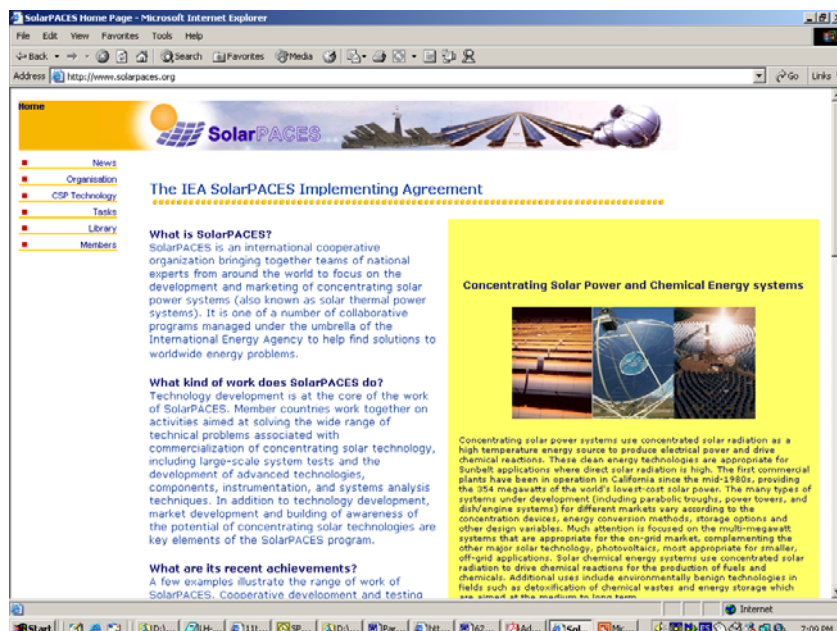 SolarPACES Home Page - Microsoft Internet Explorer
File Edit View Favorites Tools Help
Back Search Favorites Media
Address http://www.solarpaces.org Go Links
Home
SolarPACES
News
Organisation
CSP Technology
Tasks
Library
Members
The IEA SolarPACES Implementing Agreement
What is SolarPACES?
SolarPACES is an international cooperative
organization bringing together teams of national
experts from around the world to focus on the
development and marketing of concentrating solar
power systems (also known as solar thermal power
systems). It is one of a number of collaborative
programs managed under the umbrella of the
International Energy Agency to help find solutions to
worldwide energy problems.
What kind of work does SolarPACES do?
Technology development is at the core of the work
of SolarPACES. Member countries work together on
activities aimed at solving the wide range of
technical problems associated with
commercialization of concentrating solar technology,
including large-scale system tests and the
development of advanced technologies,
components, instrumentation, and systems analysis
techniques. In addition to technology development,
market development and building of awareness of
the potential of concentrating solar technologies are
key elements of the SolarPACES program.
What are its recent achievements?
A few examples illustrate the range of work of
SolarPACES. Cooperative development and testing
Concentrating Solar Power and Chemical Energy systems
Concentrating solar power systems use concentrated solar radiation as a
high temperature energy source to produce electrical power and drive
chemical reactions. These clean energy technologies are appropriate for
Sunbelt applications where direct solar radiation is high. The first commercial
plants have been in operation in California since the mid-1980s, providing
the 354 megawatts of the world's lowest-cost solar power. The many types of
systems under development (including parabolic troughs, power towers, and
dish/engine systems) for different markets vary according to the
concentration devices, energy conversion methods, storage options and
other design variables. Much attention is focused on the multi-megawatt
systems that are appropriate for the on-grid market, complementing the
other major solar technology, photovoltaics, most appropriate for smaller,
off-grid applications. Solar chemical energy systems use concentrated solar
radiation to drive chemical reactions for the production of fuels and
chemicals. Additional uses include environmentally benign technologies in
fields such as detoxification of chemical wastes and energy storage which
are aimed at the medium to long term.
Internet
Start 7:09 PM